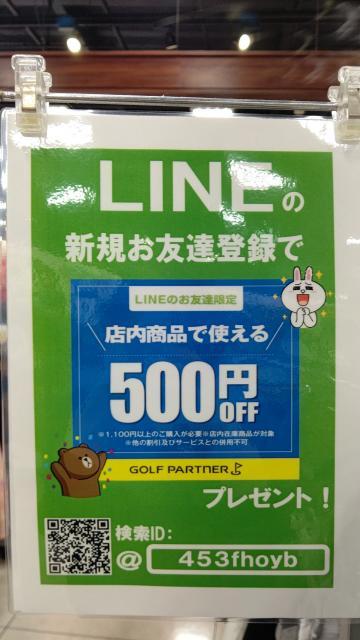 LINEの
新規お友達登録で
LINEのお友達限定
店内商品で使える
500円OFF
※1,100円以上のご購入が必要※店内在庫商品が対象
※他の割引及びサービスとの併用不可
GOLF PARTNER
プレゼント！
検索ID:
@ 453fhoyb